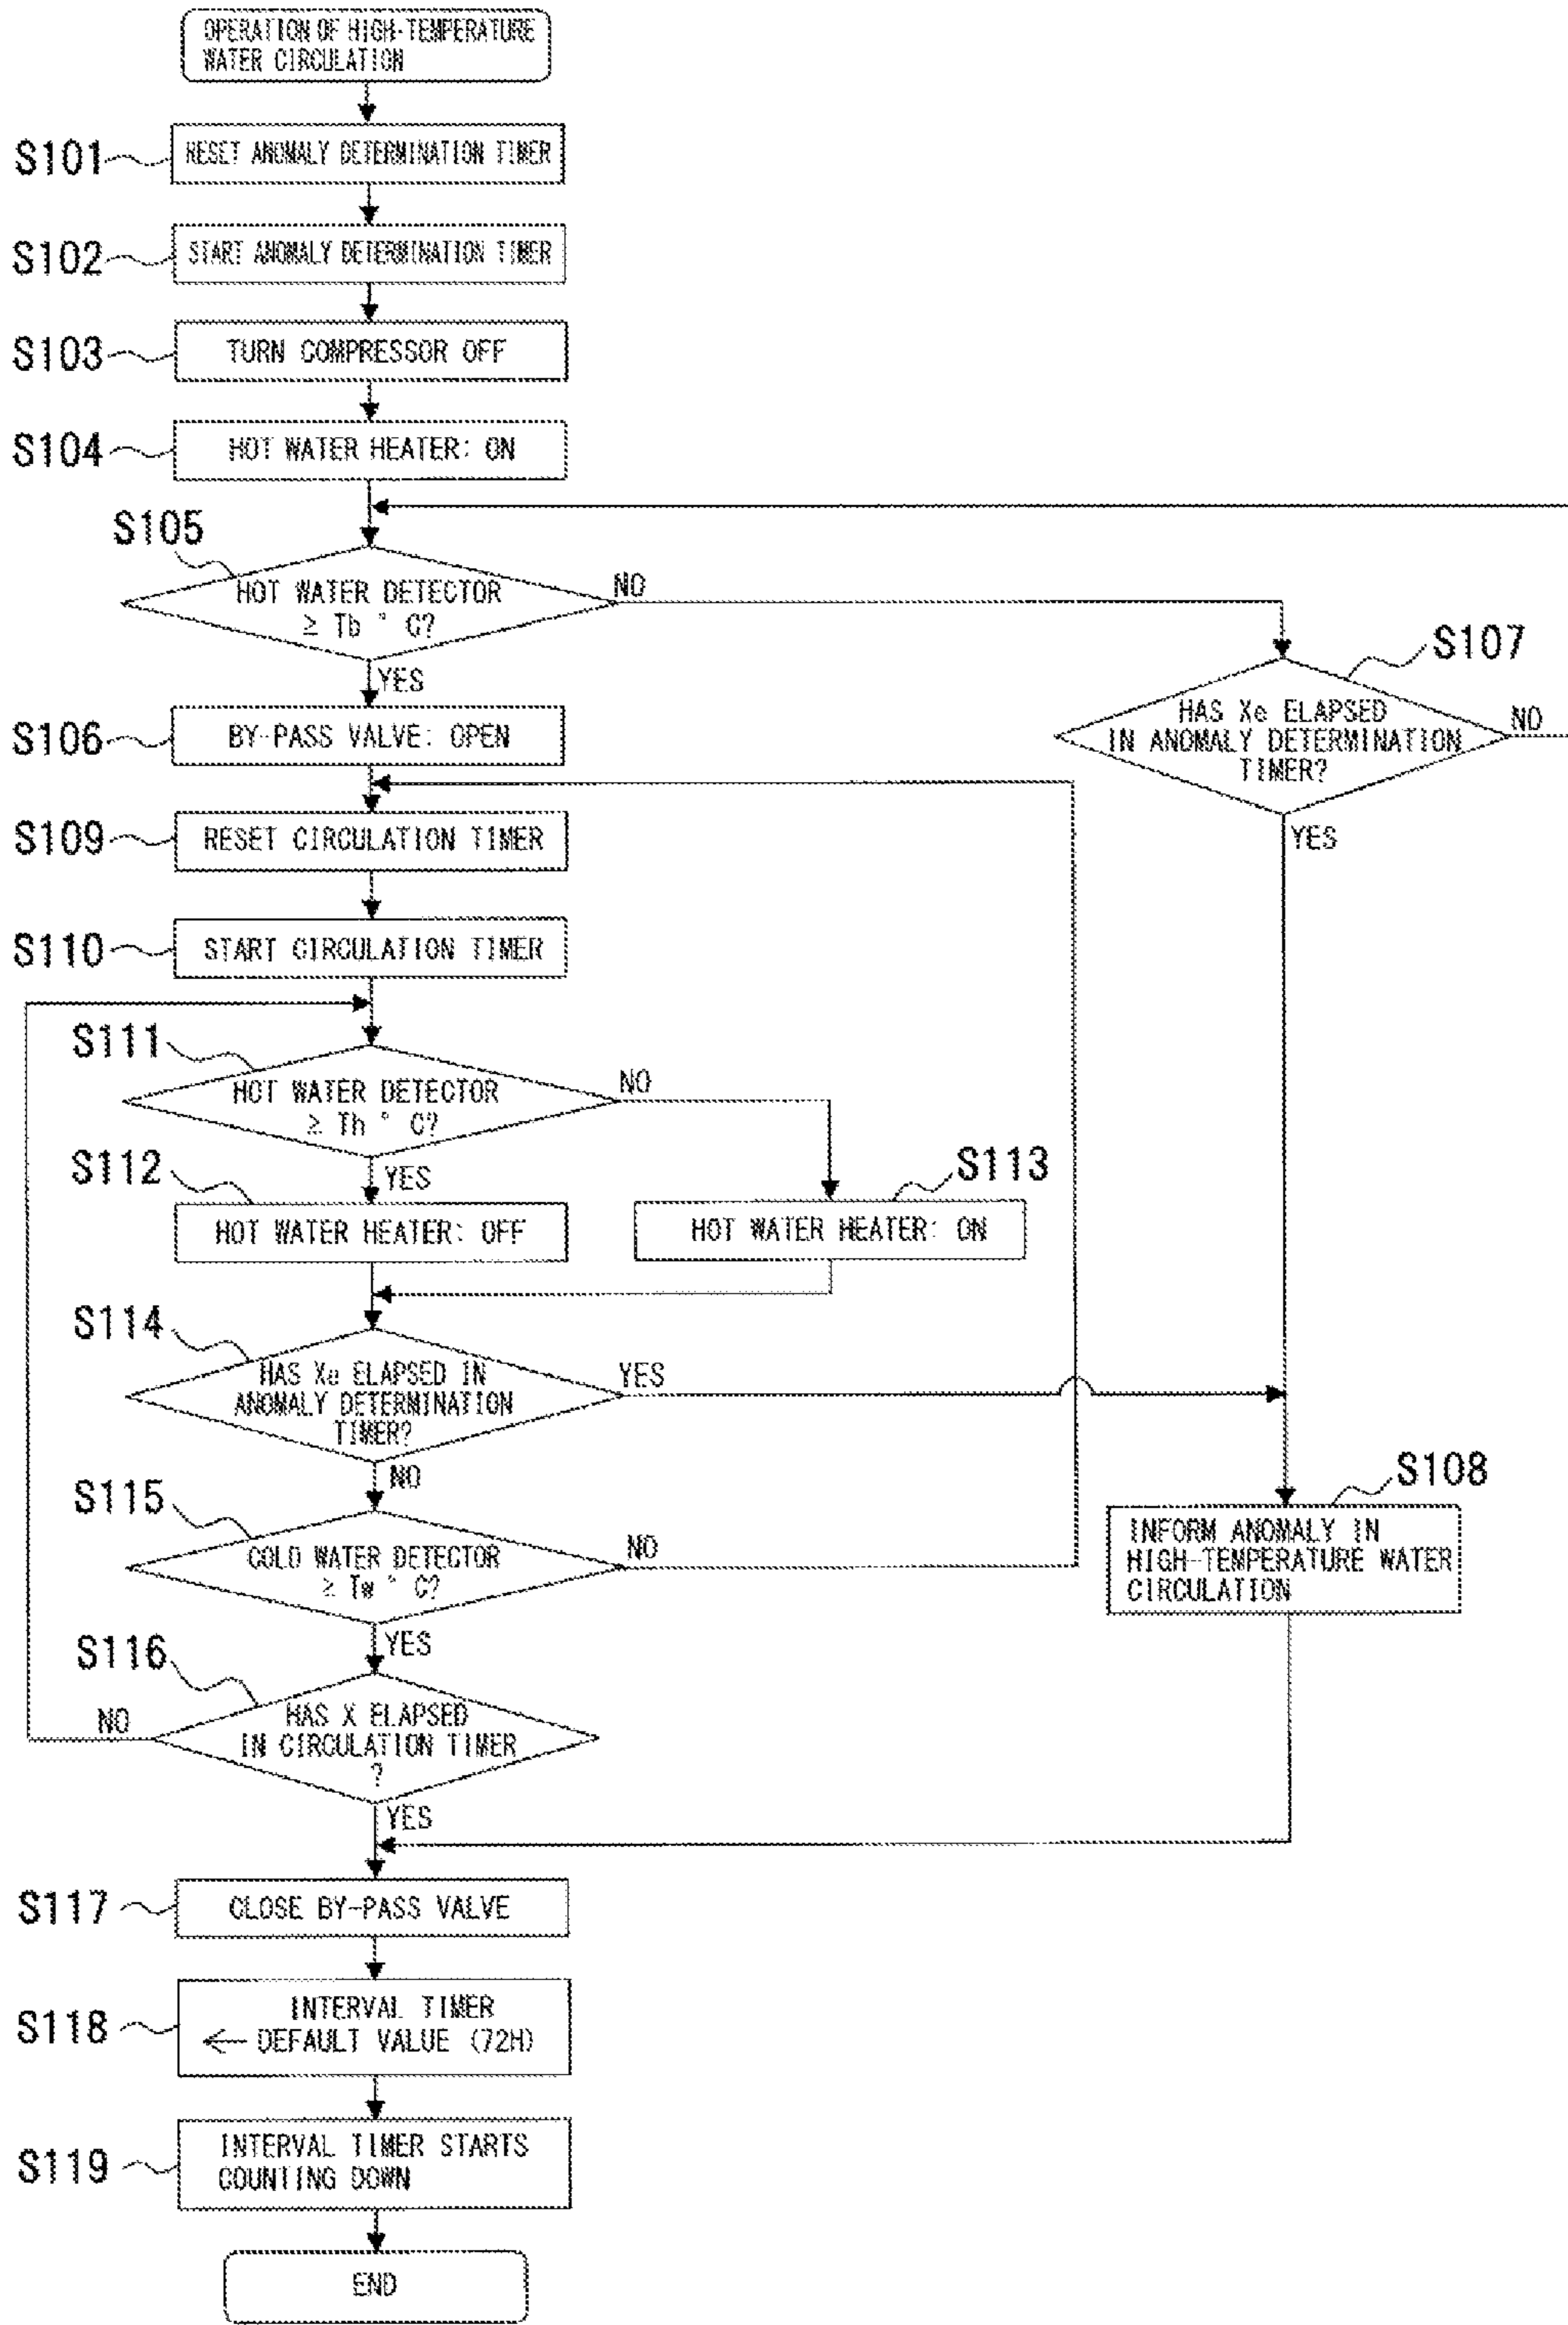 OPERATION OF HIGH-TEMPERATURE
WATER CIRCULATION
S101
RESET ANOMALY DETERMINATION TIMER
S102
START ANOMALY DETERMINATION TIMER
S103
TURN COMPRESSOR OFF
S104
HOT WATER HEATER: ON
S105
HOT WATER DETECTOR
≥ Tb ° C?
NO
YES
S107
HAS Xe ELAPSED
IN ANOMALY DETERMINATION
TIMER?
NO
YES
S106
BY-PASS VALVE: OPEN
S109
RESET CIRCULATION TIMER
S110
START CIRCULATION TIMER
S111
HOT WATER DETECTOR
≥ Th ° C?
NO
YES
S112
HOT WATER HEATER: OFF
S113
HOT WATER HEATER: ON
S114
HAS Xe ELAPSED IN
ANOMALY DETERMINATION
TIMER?
YES
NO
S108
INFORM ANOMALY IN
HIGH-TEMPERATURE WATER
CIRCULATION
S115
COLD WATER DETECTOR
≥ Tw ° C?
NO
YES
S116
HAS X ELAPSED
IN CIRCULATION TIMER
?
NO
YES
S117
CLOSE BY-PASS VALVE
S118
INTERVAL TIMER
← DEFAULT VALUE (72H)
S119
INTERVAL TIMER STARTS
COUNTING DOWN
END